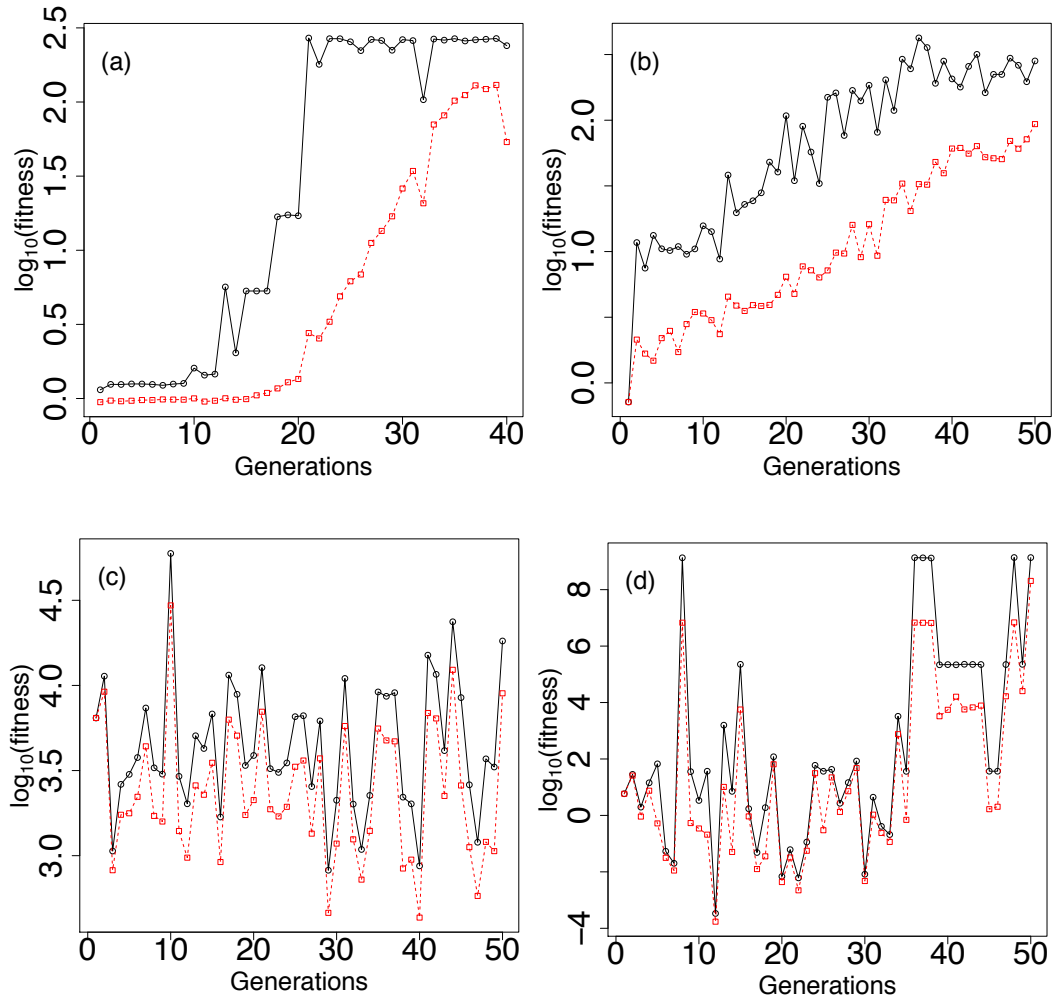 (a)
log₁₀(fitness)
0.0 0.5 1.0 1.5 2.0 2.5
0 10 20 30 40
Generations
(b)
log₁₀(fitness)
0.0 1.0 2.0
0 10 20 30 40 50
Generations
(c)
log₁₀(fitness)
3.0 3.5 4.0 4.5
0 10 20 30 40 50
Generations
(d)
log₁₀(fitness)
−4 0 2 4 6 8
0 10 20 30 40 50
Generations